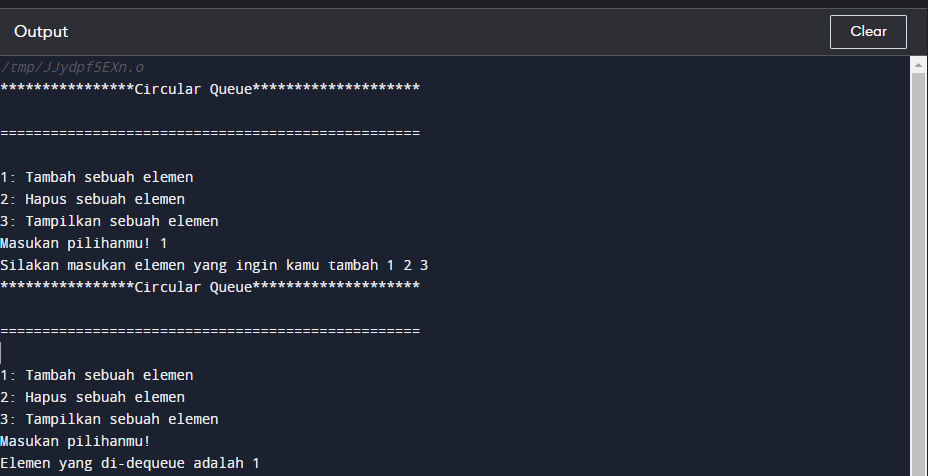 Output
Clear
/tmp/JJydpf5EXn.o
****************Circular Queue********************
==================================================
1: Tambah sebuah elemen
2: Hapus sebuah elemen
3: Tampilkan sebuah elemen
Masukan pilihanmu! 1
Silakan masukan elemen yang ingin kamu tambah 1 2 3
****************Circular Queue********************
==================================================
1: Tambah sebuah elemen
2: Hapus sebuah elemen
3: Tampilkan sebuah elemen
Masukan pilihanmu!
Elemen yang di-dequeue adalah 1